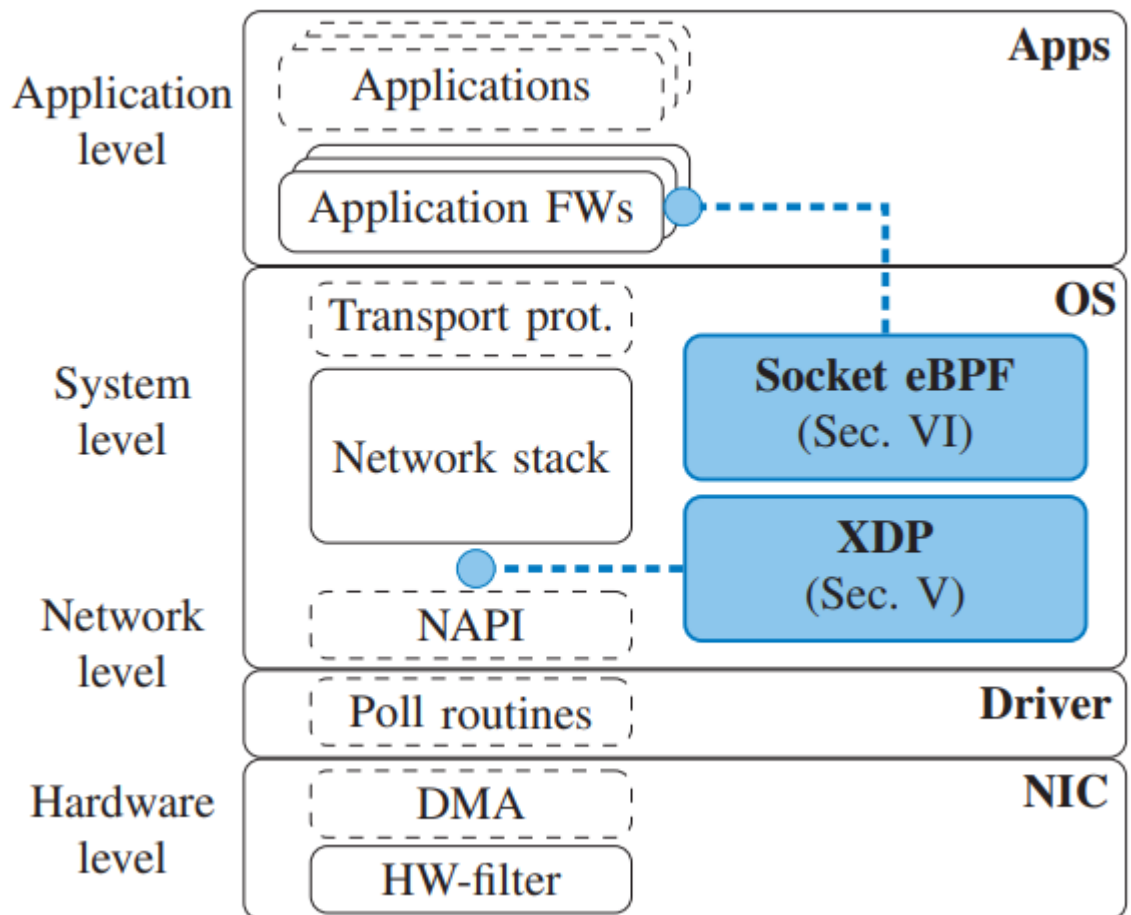 Apps
Applications
Application
level
Application FWs
OS
Transport prot.
Socket eBPF
(Sec. VI)
System
level
Network stack
XDP
(Sec. V)
Network
level
NAPI
Driver
Poll routines
NIC
Hardware
level
DMA
HW-filter